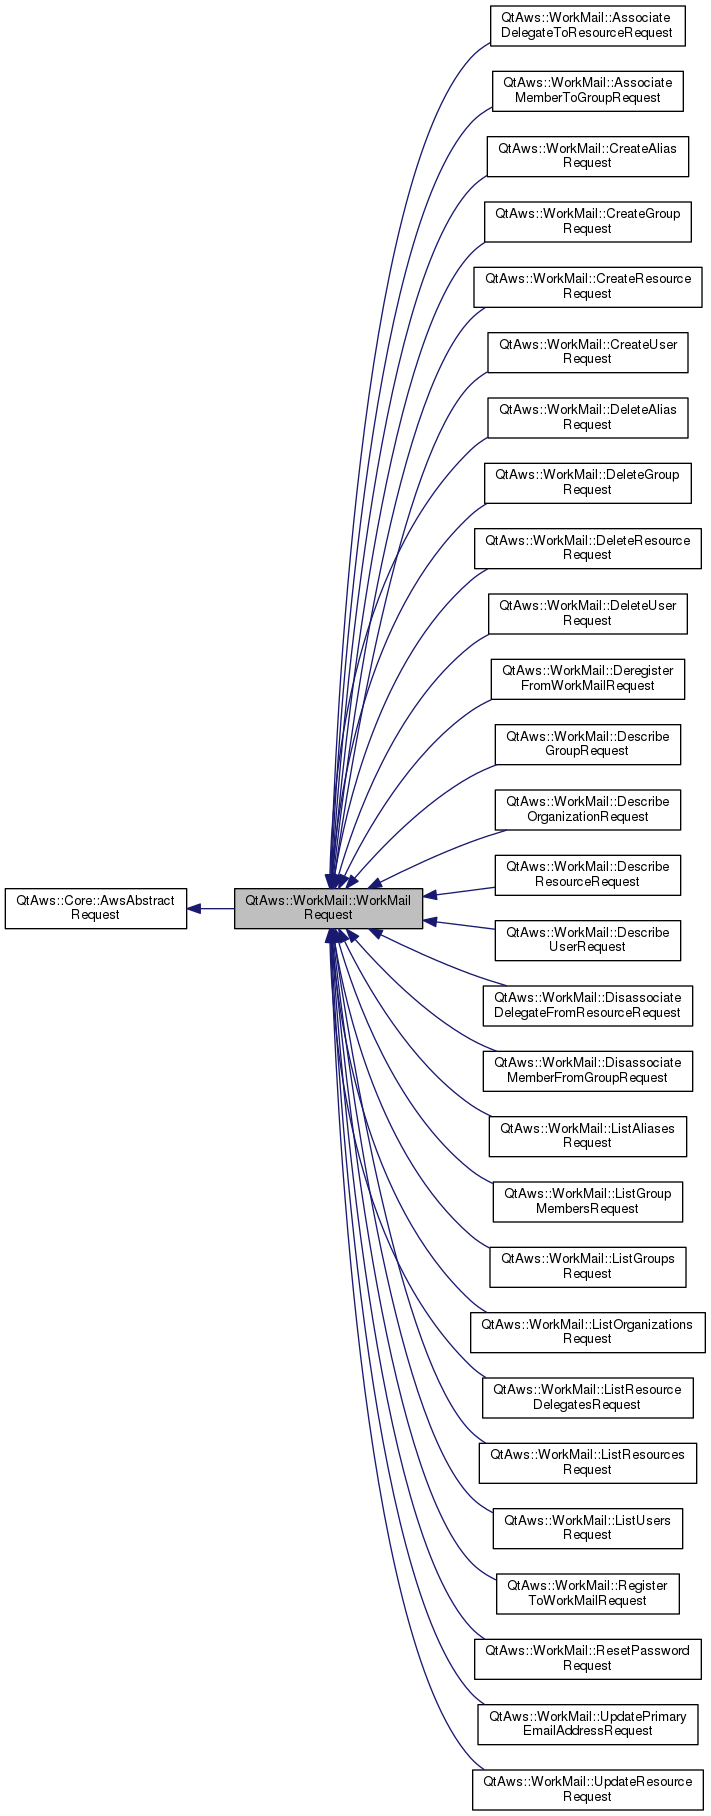 QtAws::WorkMail::Associate
DelegateToResourceRequest
QtAws::WorkMail::Associate
MemberToGroupRequest
QtAws::WorkMail::CreateAlias
Request
QtAws::WorkMail::CreateGroup
Request
QtAws::WorkMail::CreateResource
Request
QtAws::WorkMail::CreateUser
Request
QtAws::WorkMail::DeleteAlias
Request
QtAws::WorkMail::DeleteGroup
Request
QtAws::WorkMail::DeleteResource
Request
QtAws::WorkMail::DeleteUser
Request
QtAws::WorkMail::Deregister
FromWorkMailRequest
QtAws::WorkMail::Describe
GroupRequest
QtAws::WorkMail::Describe
OrganizationRequest
QtAws::WorkMail::Describe
ResourceRequest
QtAws::Core::AwsAbstract
Request
QtAws::WorkMail::WorkMail
Request
QtAws::WorkMail::Describe
UserRequest
QtAws::WorkMail::Disassociate
DelegateFromResourceRequest
QtAws::WorkMail::Disassociate
MemberFromGroupRequest
QtAws::WorkMail::ListAliases
Request
QtAws::WorkMail::ListGroup
MembersRequest
QtAws::WorkMail::ListGroups
Request
QtAws::WorkMail::ListOrganizations
Request
QtAws::WorkMail::ListResource
DelegatesRequest
QtAws::WorkMail::ListResources
Request
QtAws::WorkMail::ListUsers
Request
QtAws::WorkMail::Register
ToWorkMailRequest
QtAws::WorkMail::ResetPassword
Request
QtAws::WorkMail::UpdatePrimary
EmailAddressRequest
QtAws::WorkMail::UpdateResource
Request